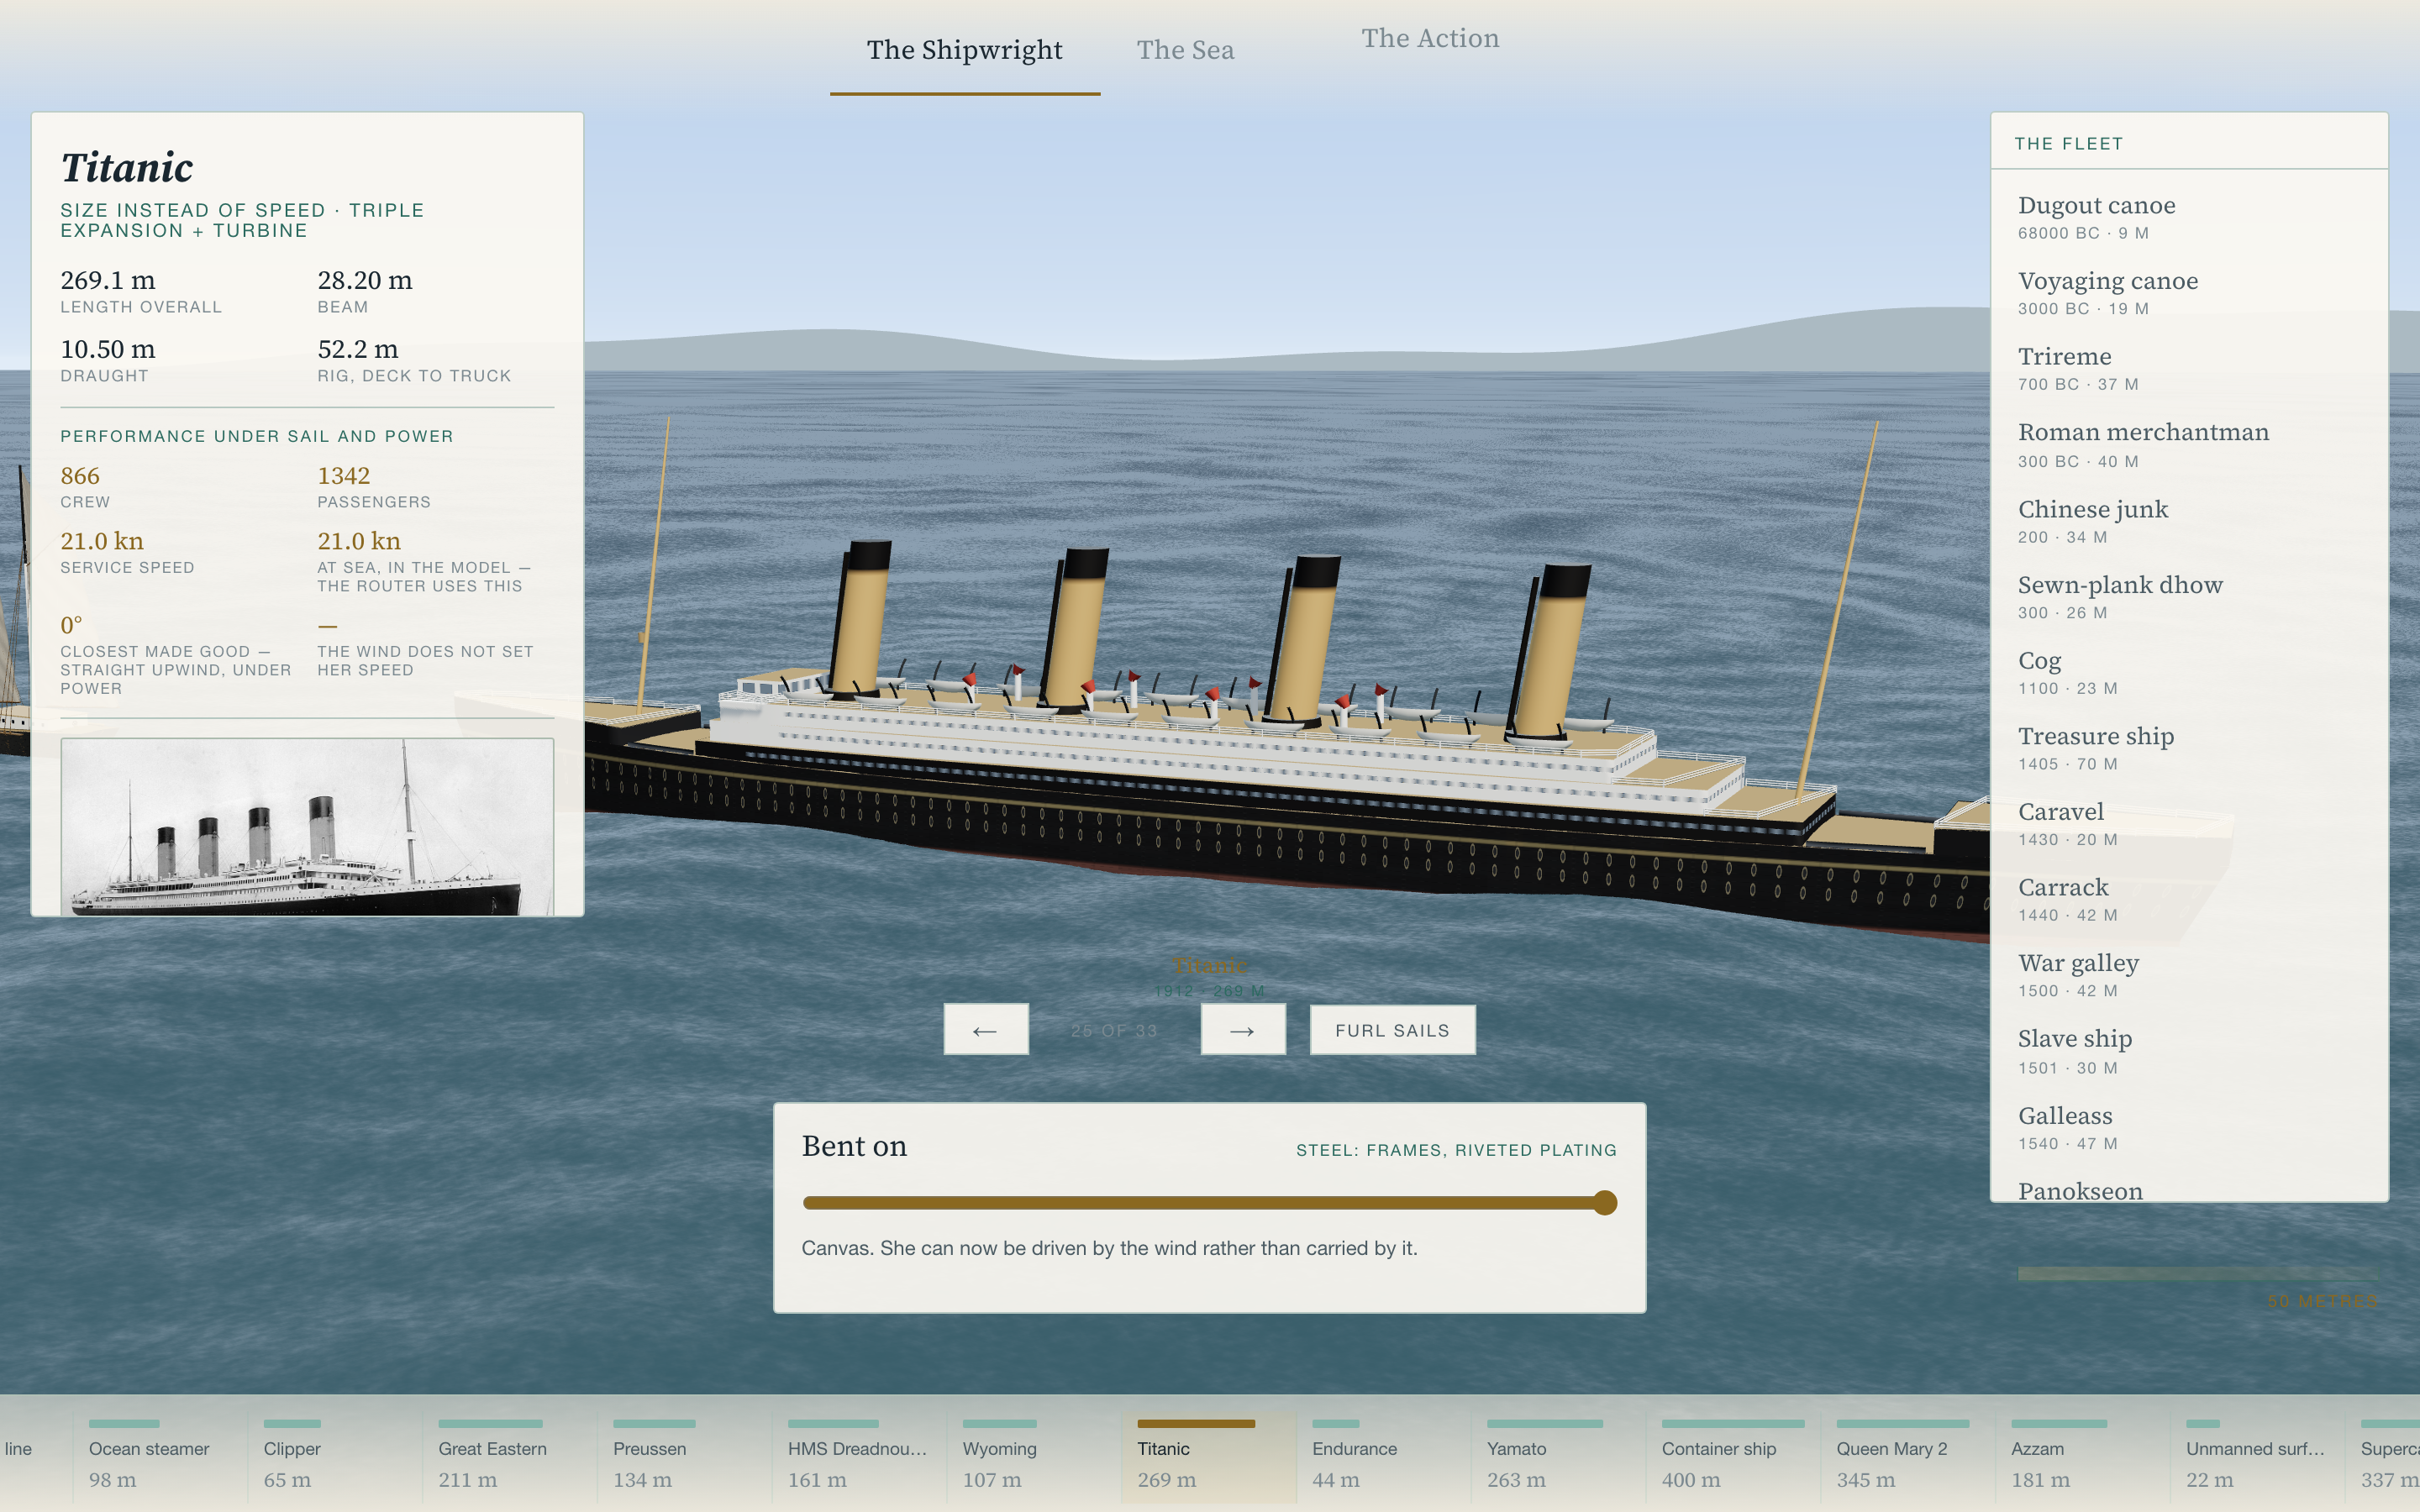 The Shipwright
The Sea
The Action
Titanic
SIZE INSTEAD OF SPEED · TRIPLE
EXPANSION + TURBINE
269.1 m
LENGTH OVERALL
28.20 m
BEAM
10.50 m
DRAUGHT
52.2 m
RIG, DECK TO TRUCK
PERFORMANCE UNDER SAIL AND POWER
866
CREW
1342
PASSENGERS
21.0 kn
SERVICE SPEED
21.0 kn
AT SEA, IN THE MODEL —
THE ROUTER USES THIS
0°
CLOSEST MADE GOOD —
STRAIGHT UPWIND, UNDER
POWER
—
THE WIND DOES NOT SET
HER SPEED
THE FLEET
Dugout canoe
68000 BC · 9 M
Voyaging canoe
3000 BC · 19 M
Trireme
700 BC · 37 M
Roman merchantman
300 BC · 40 M
Chinese junk
200 · 34 M
Sewn-plank dhow
300 · 26 M
Cog
1100 · 23 M
Treasure ship
1405 · 70 M
Caravel
1430 · 20 M
Carrack
1440 · 42 M
War galley
1500 · 42 M
Slave ship
1501 · 30 M
Galleass
1540 · 47 M
Panokseon
Titanic
1912 · 269 M
←
25 OF 33
→
FURL SAILS
Bent on
STEEL: FRAMES, RIVETED PLATING
Canvas. She can now be driven by the wind rather than carried by it.
50 METRES
line
Ocean steamer
98 m
Clipper
65 m
Great Eastern
211 m
Preussen
134 m
HMS Dreadnou…
161 m
Wyoming
107 m
Titanic
269 m
Endurance
44 m
Yamato
263 m
Container ship
400 m
Queen Mary 2
345 m
Azzam
181 m
Unmanned surf…
22 m
Superca
337 m